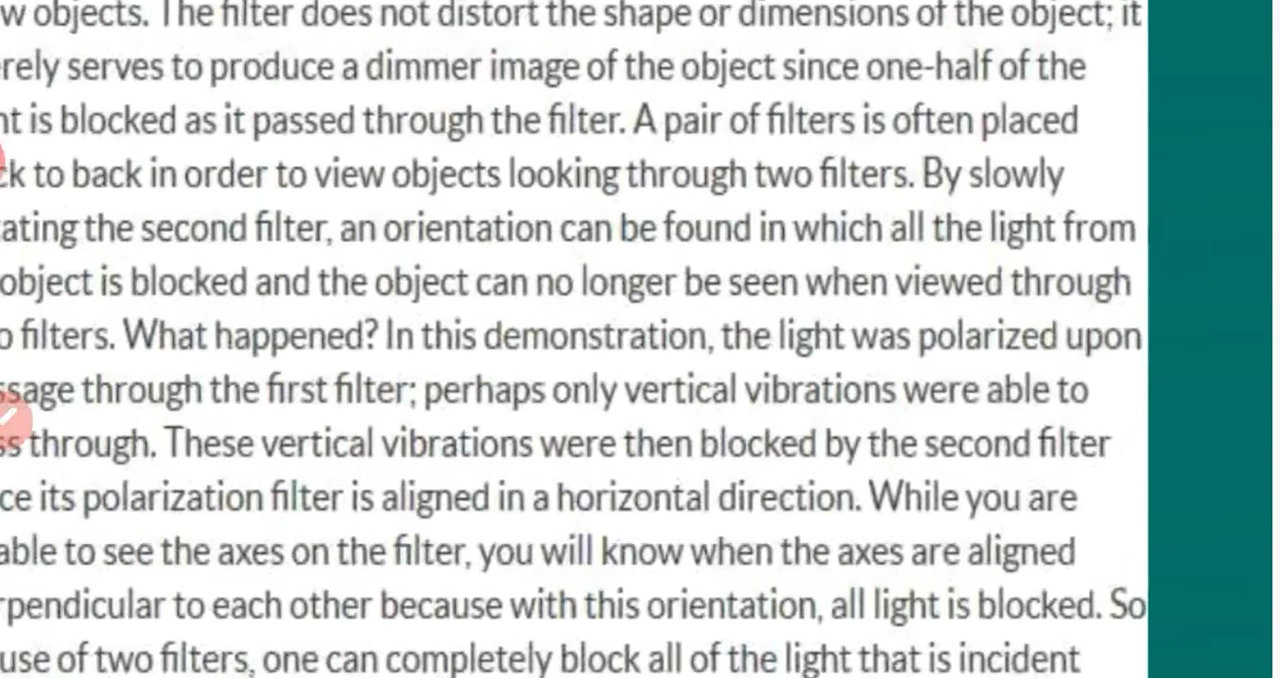 w objects. The filter does not distort the shape or dimensions of the object; it
rely serves to produce a dimmer image of the object since one-half of the
ht is blocked as it passed through the filter. A pair of filters is often placed
ck to back in order to view objects looking through two filters. By slowly
ating the second filter, an orientation can be found in which all the light from
object is blocked and the object can no longer be seen when viewed through
o filters. What happened? In this demonstration, the light was polarized upon
ssage through the first filter; perhaps only vertical vibrations were able to
ss through. These vertical vibrations were then blocked by the second filter
ce its polarization filter is aligned in a horizontal direction. While you are
able to see the axes on the filter, you will know when the axes are aligned
rpendicular to each other because with this orientation, all light is blocked. So
use of two filters, one can completely block all of the light that is incident